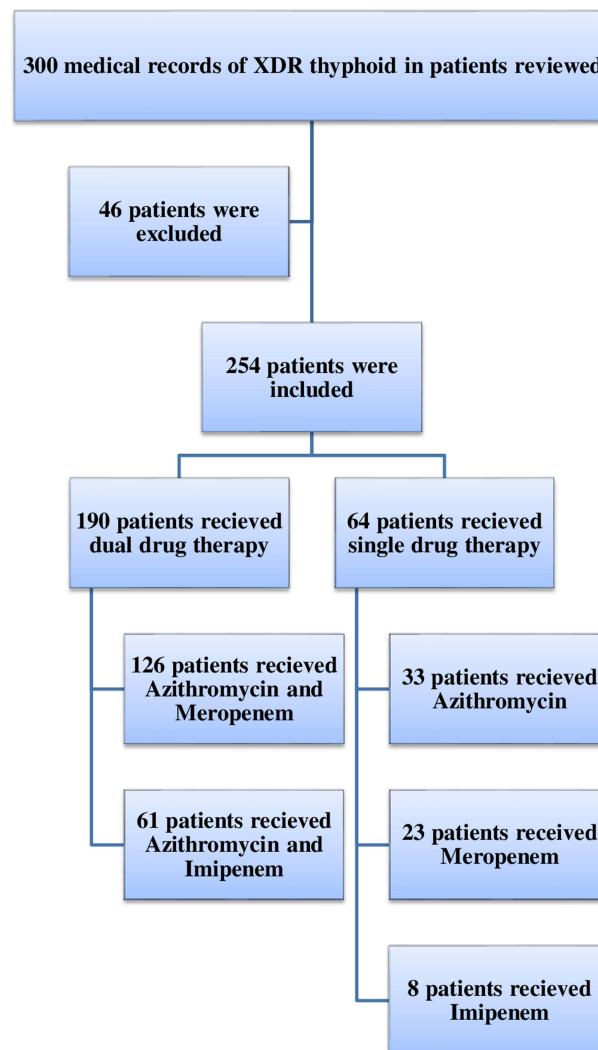 300 medical records of XDR thyphoid in patients reviewed
46 patients were
excluded
254 patients were
included
190 patients recieved
dual drug therapy
64 patients recieved
single drug therapy
126 patients recieved
Azithromycin and
Meropenem
33 patients recieved
Azithromycin
61 patients recieved
Azithromycin and
Imipenem
23 patients received
Meropenem
8 patients recieved
Imipenem